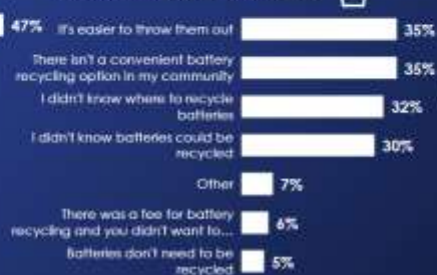 47%
It's easier to throw them out
35%
There isn't a convenient battery
recycling option in my community
35%
I didn't know where to recycle
batteries
32%
I didn't know batteries could be
recycled
30%
Other
7%
There was a fee for battery
recycling and you didn't want to...
6%
Batteries don't need to be
recycled
5%